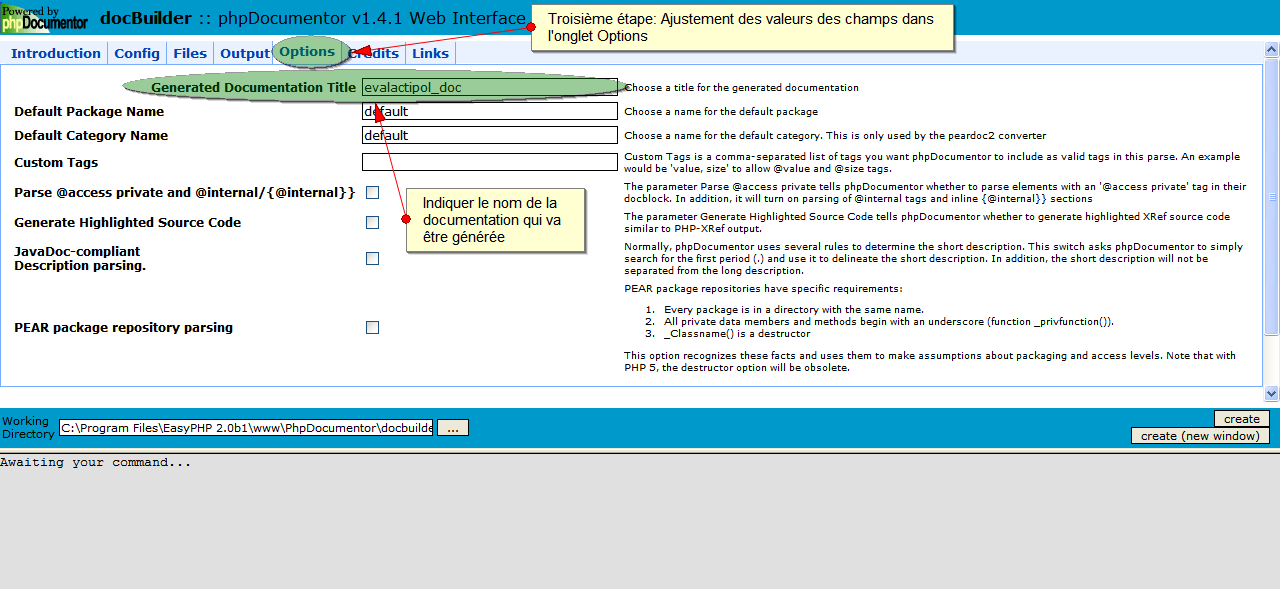 Powered by
phpDocumentor
docBuilder :: phpDocumentor v1.4.1 Web Interface
Troisième étape: Ajustement des valeurs des champs dans
l'onglet Options
Introduction Config Files Output Options Credits Links
Generated Documentation Title evalactipol_doc Choose a title for the generated documentation
Default Package Name default Choose a name for the default package
Default Category Name default Choose a name for the default category. This is only used by the peardoc2 converter
Custom Tags
Custom Tags is a comma-separated list of tags you want phpDocumentor to include as valid tags in this parse. An example
would be 'value, size' to allow @value and @size tags.
Parse @access private and @internal/{@internal}}
The parameter Parse @access private tells phpDocumentor whether to parse elements with an '@access private' tag in their
docblock. In addition, it will turn on parsing of @internal tags and inline {@internal}} sections
Indiquer le nom de la
documentation qui va
être générée
Generate Highlighted Source Code
The parameter Generate Highlighted Source Code tells phpDocumentor whether to generate highlighted XRef source code
similar to PHP-XRef output.
JavaDoc-compliant
Description parsing.
Normally, phpDocumentor uses several rules to determine the short description. This switch asks phpDocumentor to simply
search for the first period (.) and use it to delineate the short description. In addition, the short description will not be
separated from the long description.
PEAR package repository parsing
PEAR package repositories have specific requirements:
1. Every package is in a directory with the same name.
2. All private data members and methods begin with an underscore (function _privfunction()).
3. _Classname() is a destructor
This option recognizes these facts and uses them to make assumptions about packaging and access levels. Note that with
PHP 5, the destructor option will be obsolete.
Working
Directory
C:\Program Files\EasyPHP 2.0b1\www\PhpDocumentor\docbuilde
...
create
create (new window)
Awaiting your command...